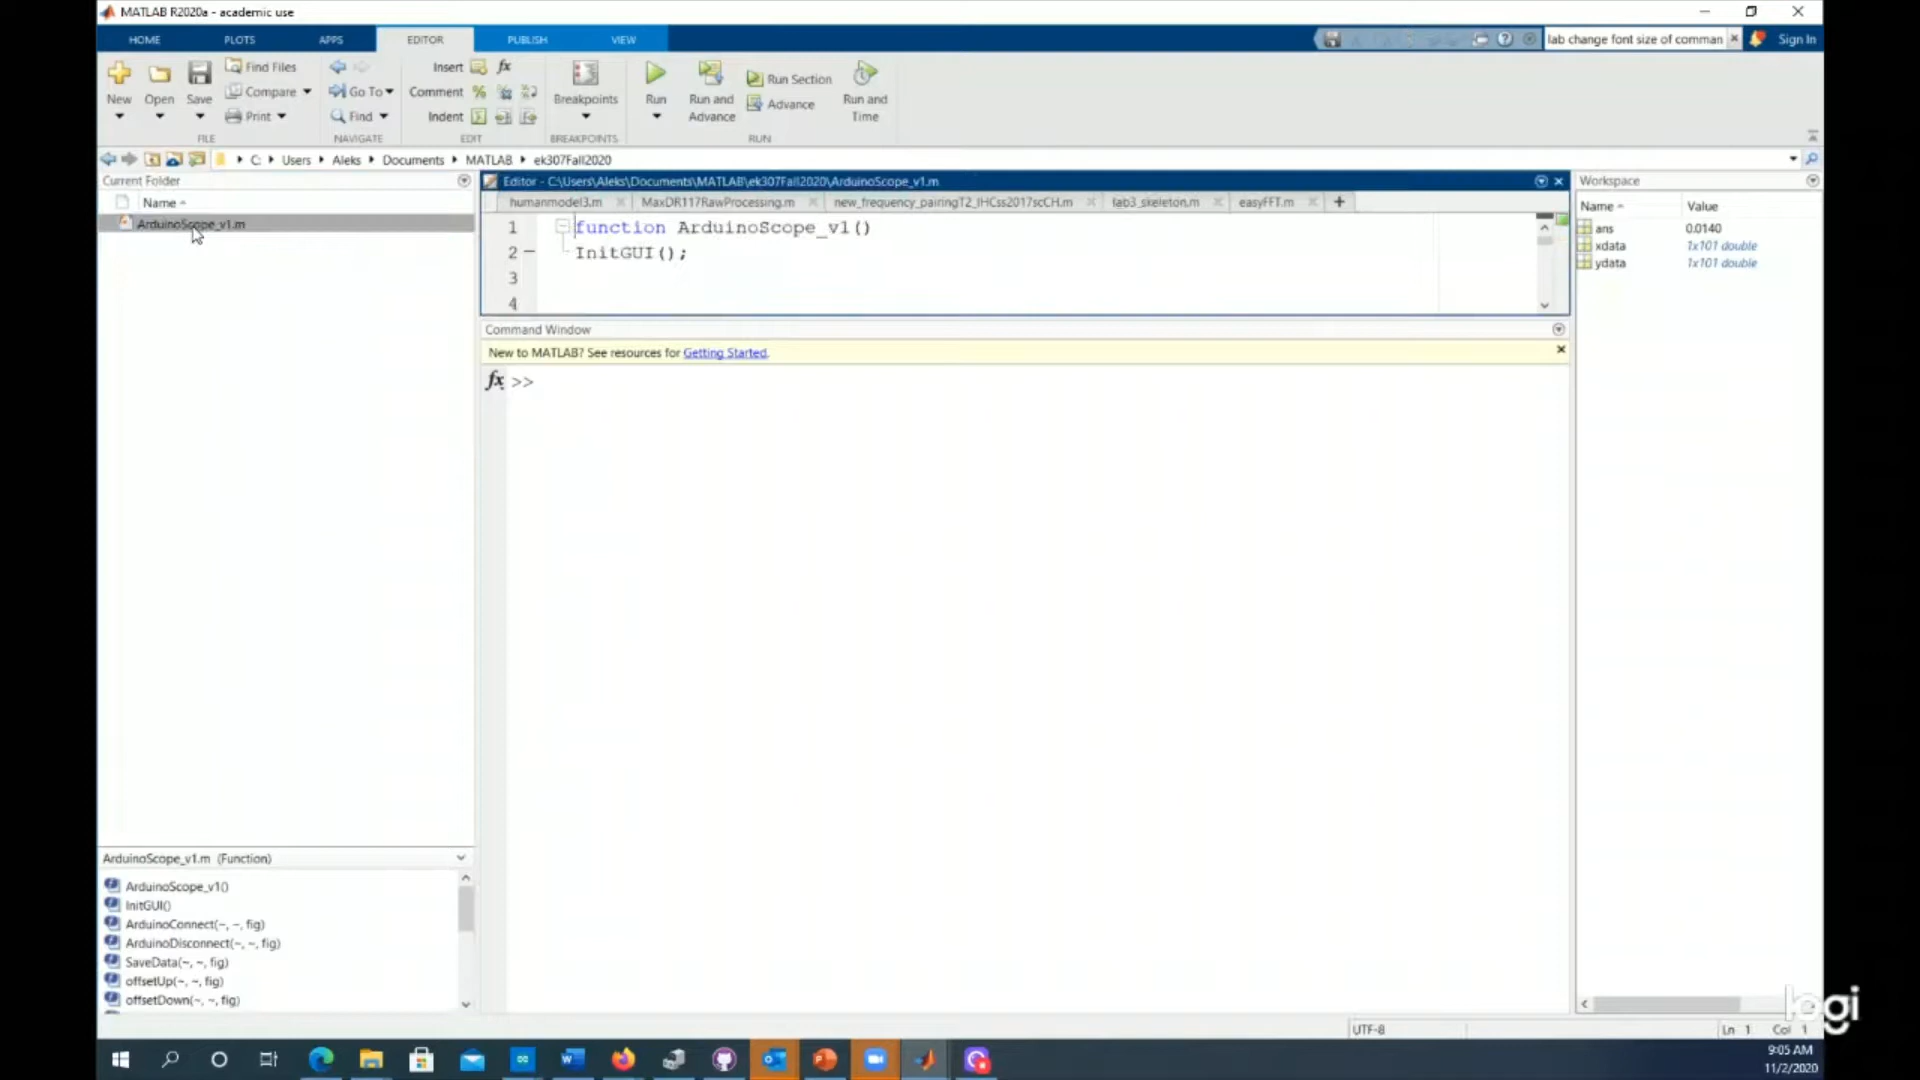 MATLAB R2020a - academic use
HOME PLOTS APPS EDITOR PUBLISH VIEW
lab change font size of comman
Sign In
New Open Save
Find Files
Compare
Print
FILE
Go To
Find
NAVIGATE
Insert fx
Comment
Indent
EDIT
Breakpoints
BREAKPOINTS
Run
Run and Advance
Run Section
Advance
Run and Time
RUN
C: Users Aleks Documents MATLAB ek307Fall2020
Current Folder
Name
ArduinoScope_v1.m
Editor - C:\Users\Aleks\Documents\MATLAB\ek307Fall2020\ArduinoScope_v1.m
humanmodel3.m MaxDR117RawProcessing.m new_frequency_pairingT2_IHCss2017scCH.m lab3_skeleton.m easyFFT.m +
1 function ArduinoScope_v1()
2 InitGUI();
3
4
Command Window
New to MATLAB? See resources for Getting Started.
fx >>
Workspace
Name Value
ans 0.0140
xdata 1x101 double
ydata 1x101 double
ArduinoScope_v1.m (Function)
ArduinoScope_v1()
InitGUI()
ArduinoConnect(~, ~, fig)
ArduinoDisconnect(~, ~, fig)
SaveData(~, ~, fig)
offsetUp(~, ~, fig)
offsetDown(~, ~, fig)
UTF-8
Ln 1 Col 1
logi
9:05 AM
11/2/2020